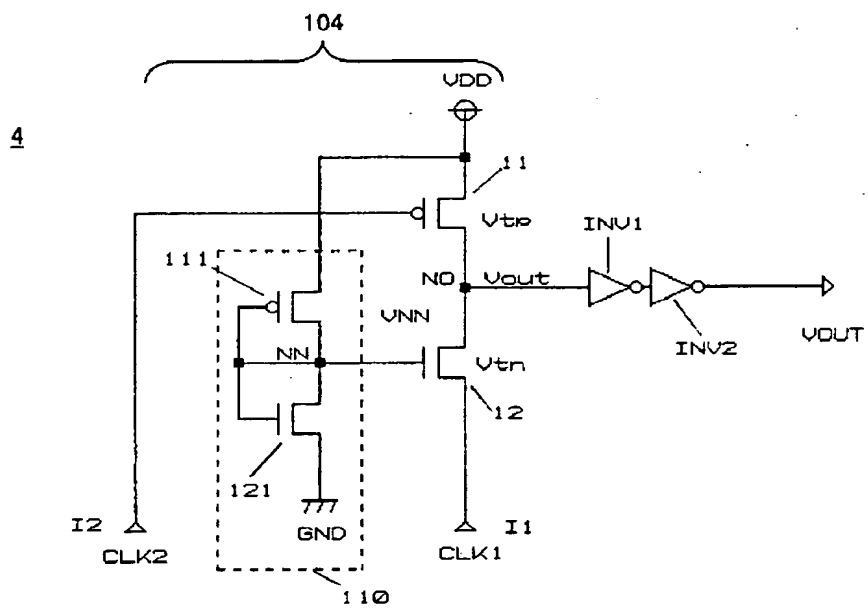 104
VDD
4
11
Vtp
INV1
111
NO
Vout
VNN
NN
INV2
VOUT
Vtn
12
121
I2
CLK2
GND
I1
CLK1
110